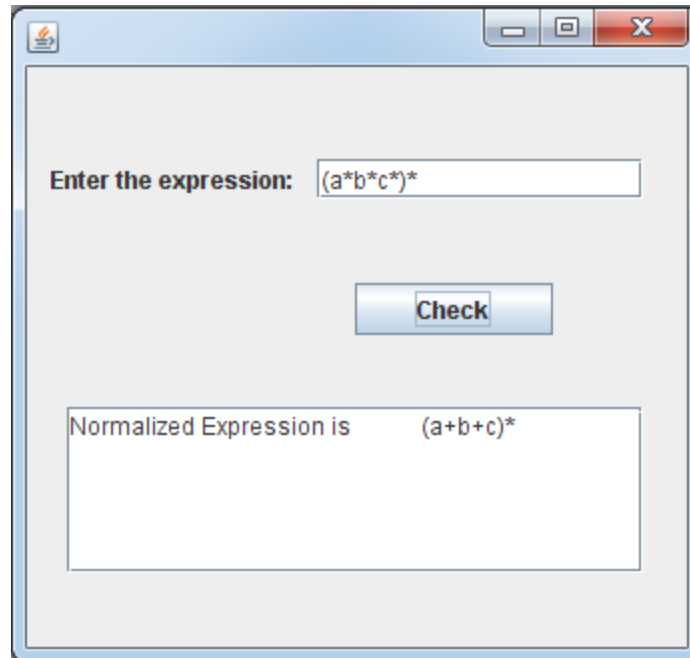 Enter the expression: (a*b*c*)*
Check
Normalized Expression is (a+b+c)*